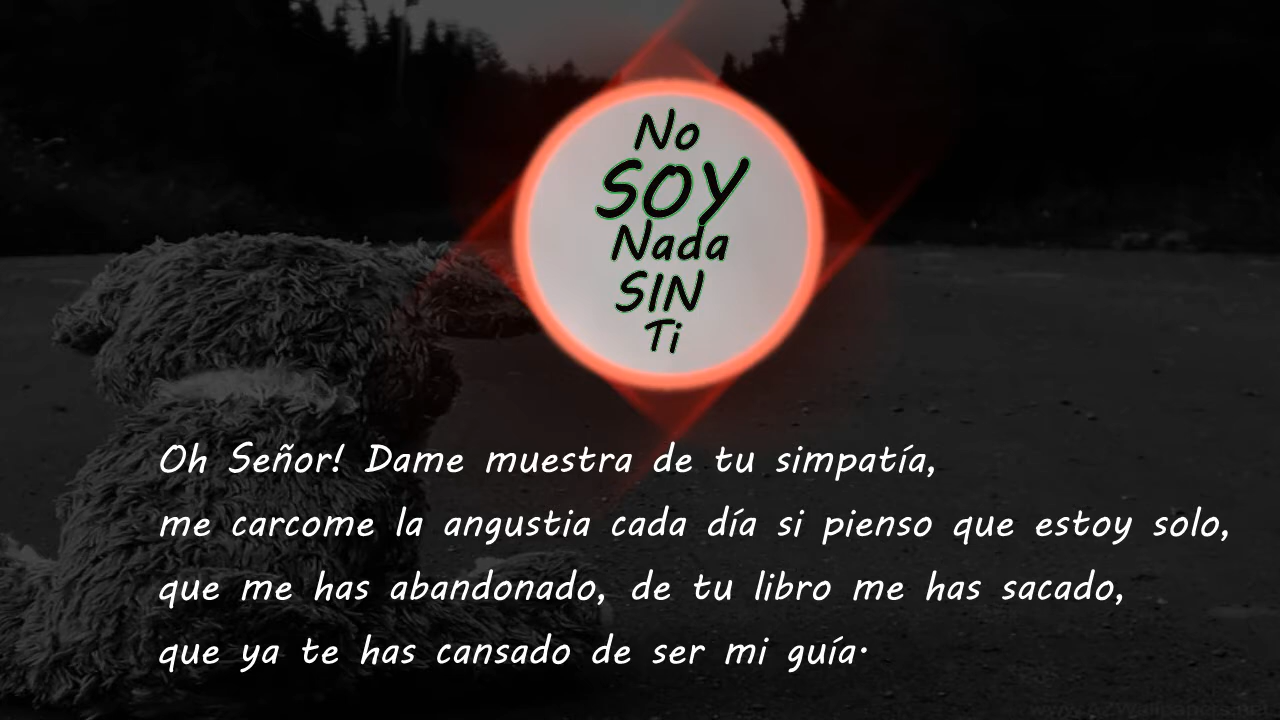 No
SOY
Nada
SIN
Ti
Oh Señor! Dame muestra de tu simpatía,
me carcome la angustia cada día si pienso que estoy solo,
que me has abandonado, de tu libro me has sacado,
que ya te has cansado de ser mi guía·